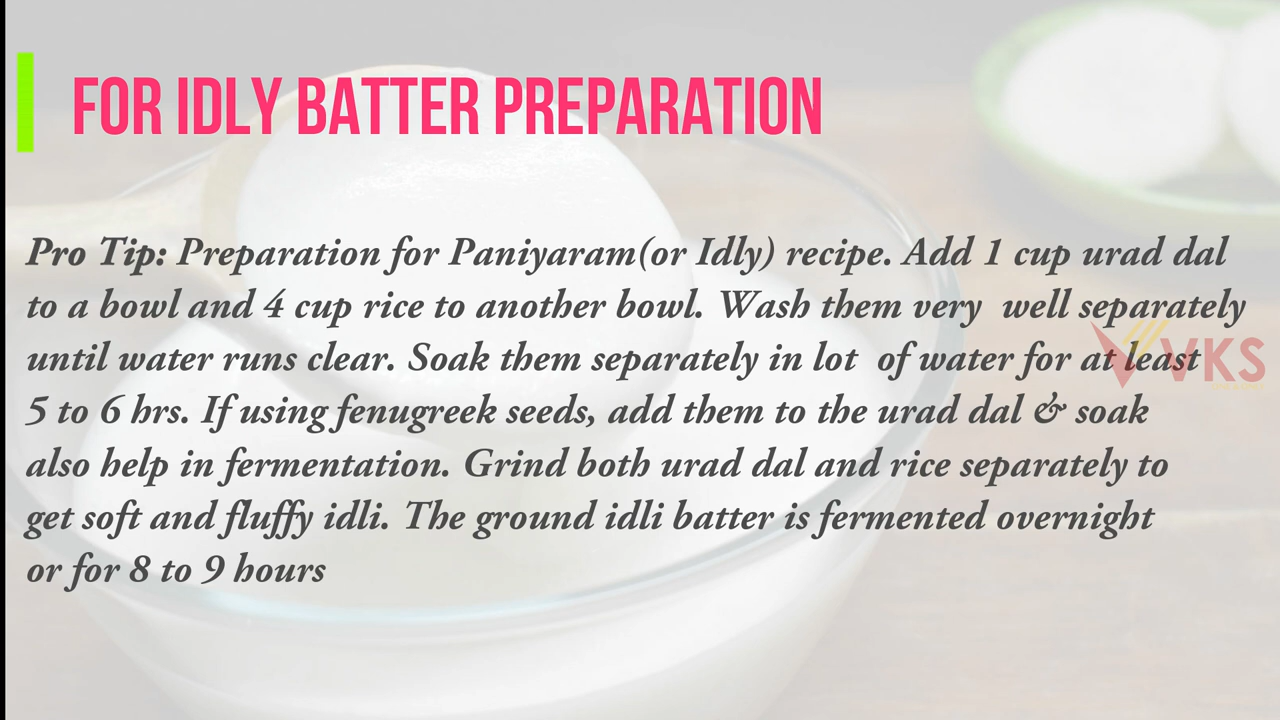 FOR IDLY BATTER PREPARATION
Pro Tip: Preparation for Paniyaram(or Idly) recipe. Add 1 cup urad dal
to a bowl and 4 cup rice to another bowl. Wash them very well separately
until water runs clear. Soak them separately in lot of water for at least
5 to 6 hrs. If using fenugreek seeds, add them to the urad dal & soak
also help in fermentation. Grind both urad dal and rice separately to
get soft and fluffy idli. The ground idli batter is fermented overnight
or for 8 to 9 hours
VKS